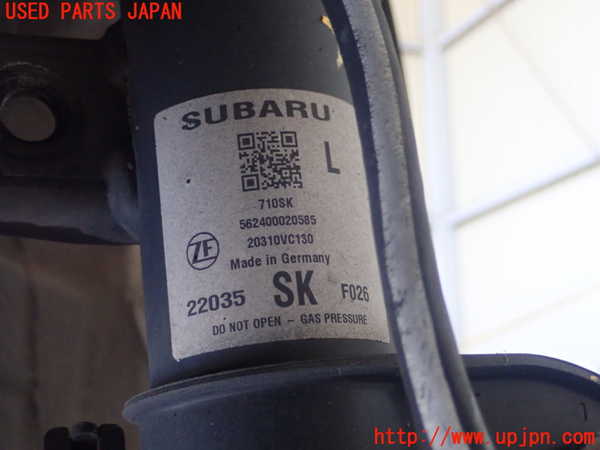 USED PARTS JAPAN
SUBARU
L
710SK
562400020585
20310VC130
ZF
Made in Germany
22035 SK F026
DO NOT OPEN - GAS PRESSURE
http://www.upjpn.com/